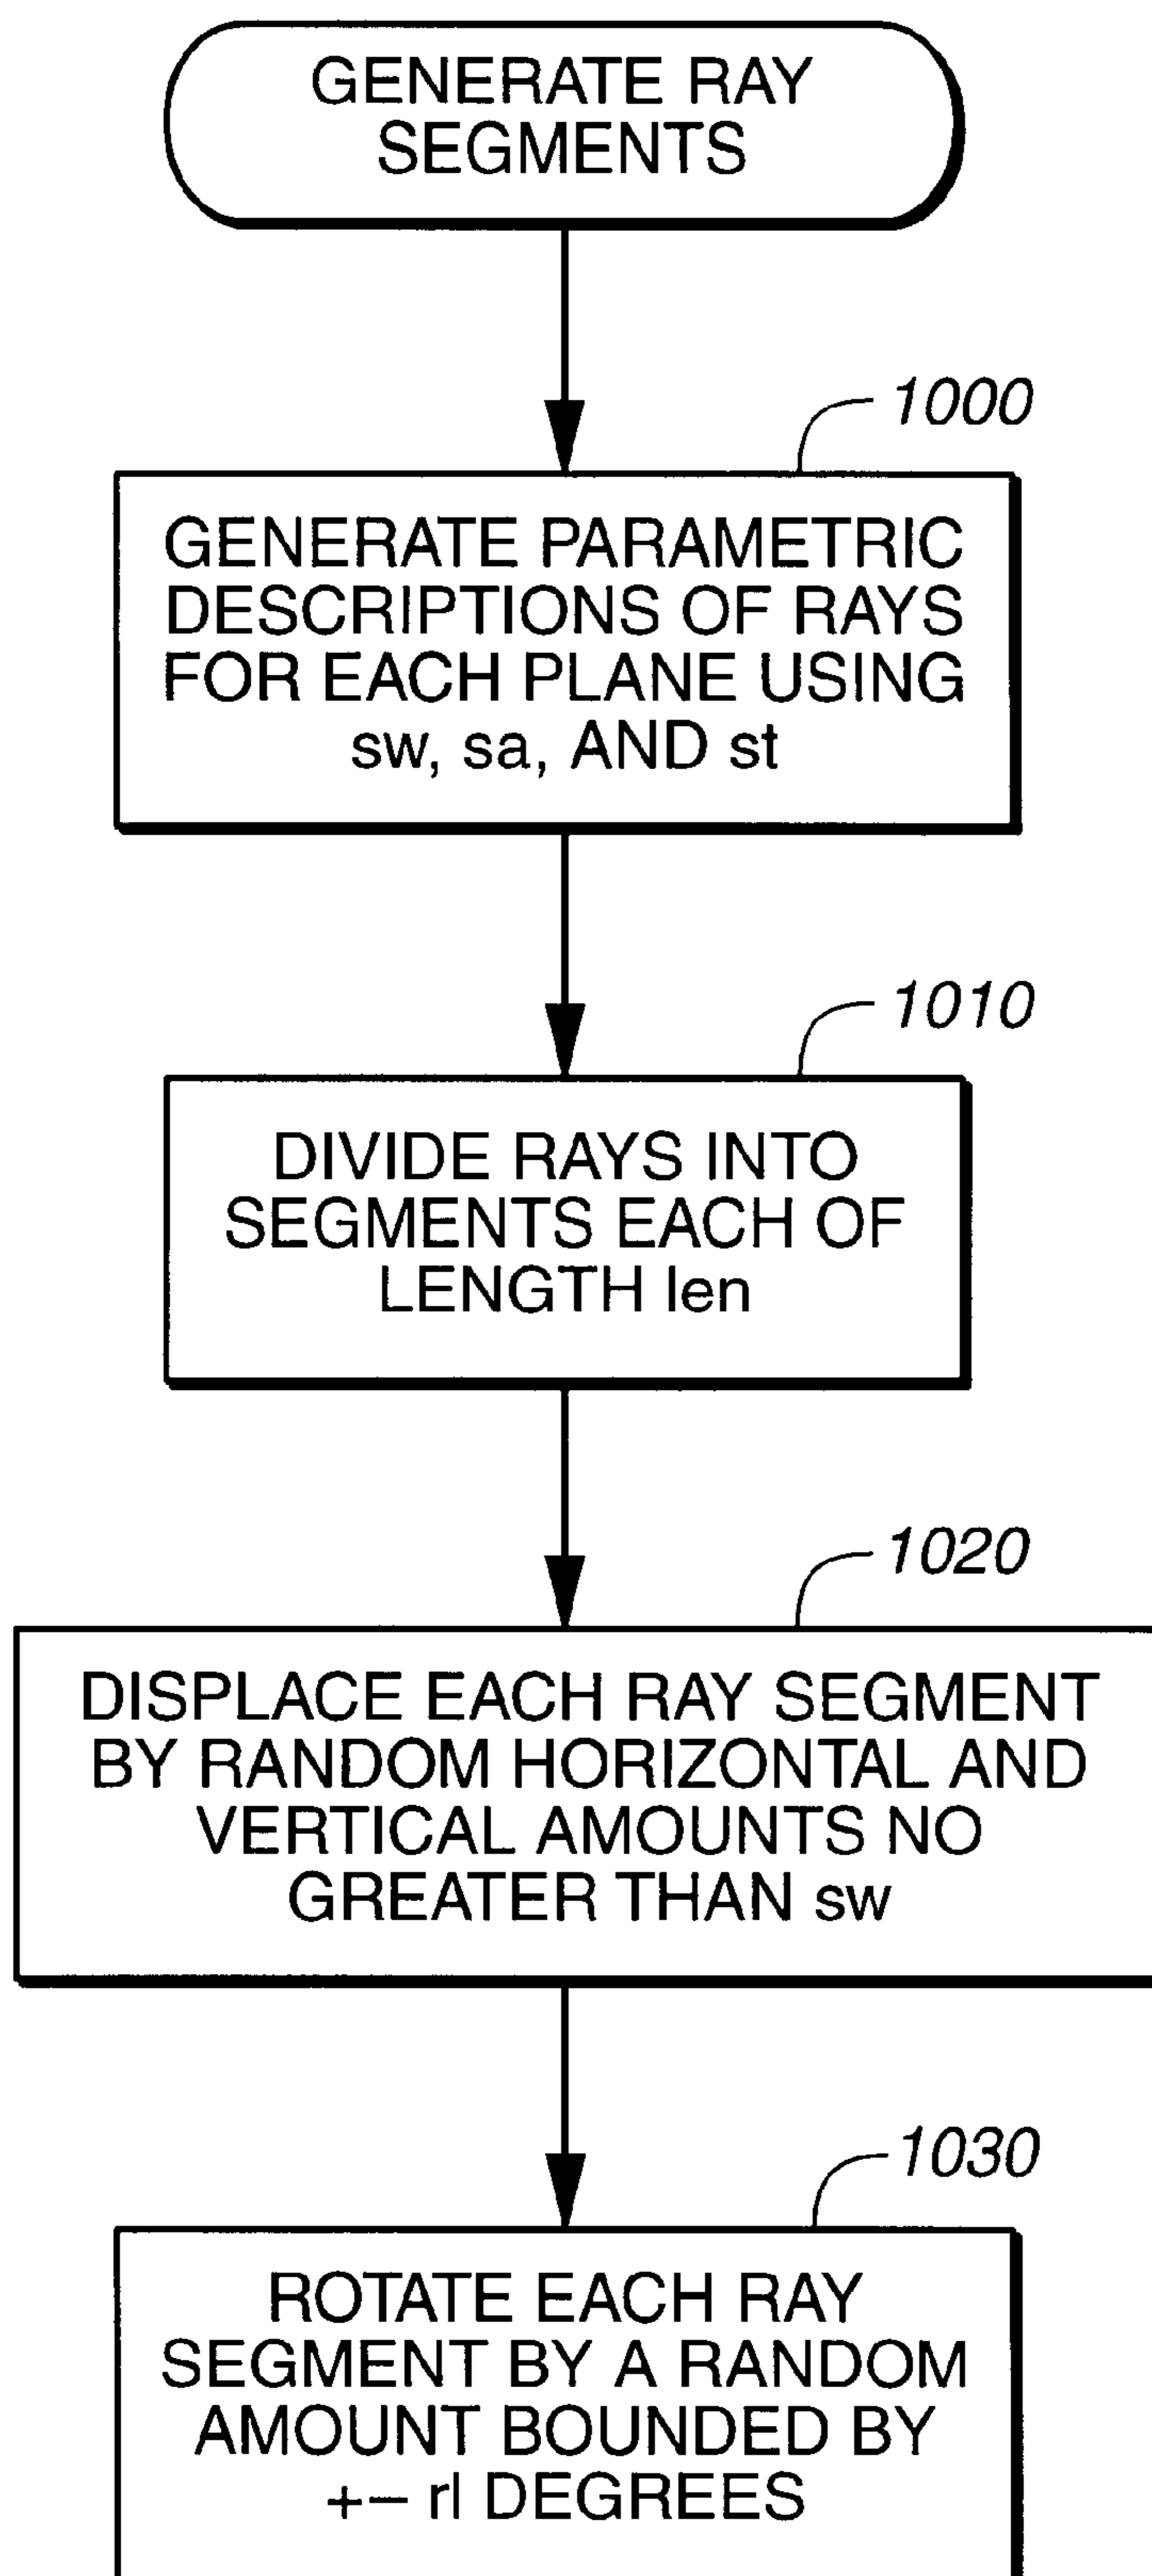 GENERATE RAY
SEGMENTS
1000
GENERATE PARAMETRIC
DESCRIPTIONS OF RAYS
FOR EACH PLANE USING
sw, sa, AND st
1010
DIVIDE RAYS INTO
SEGMENTS EACH OF
LENGTH len
1020
DISPLACE EACH RAY SEGMENT
BY RANDOM HORIZONTAL AND
VERTICAL AMOUNTS NO
GREATER THAN sw
1030
ROTATE EACH RAY
SEGMENT BY A RANDOM
AMOUNT BOUNDED BY
+− rl DEGREES